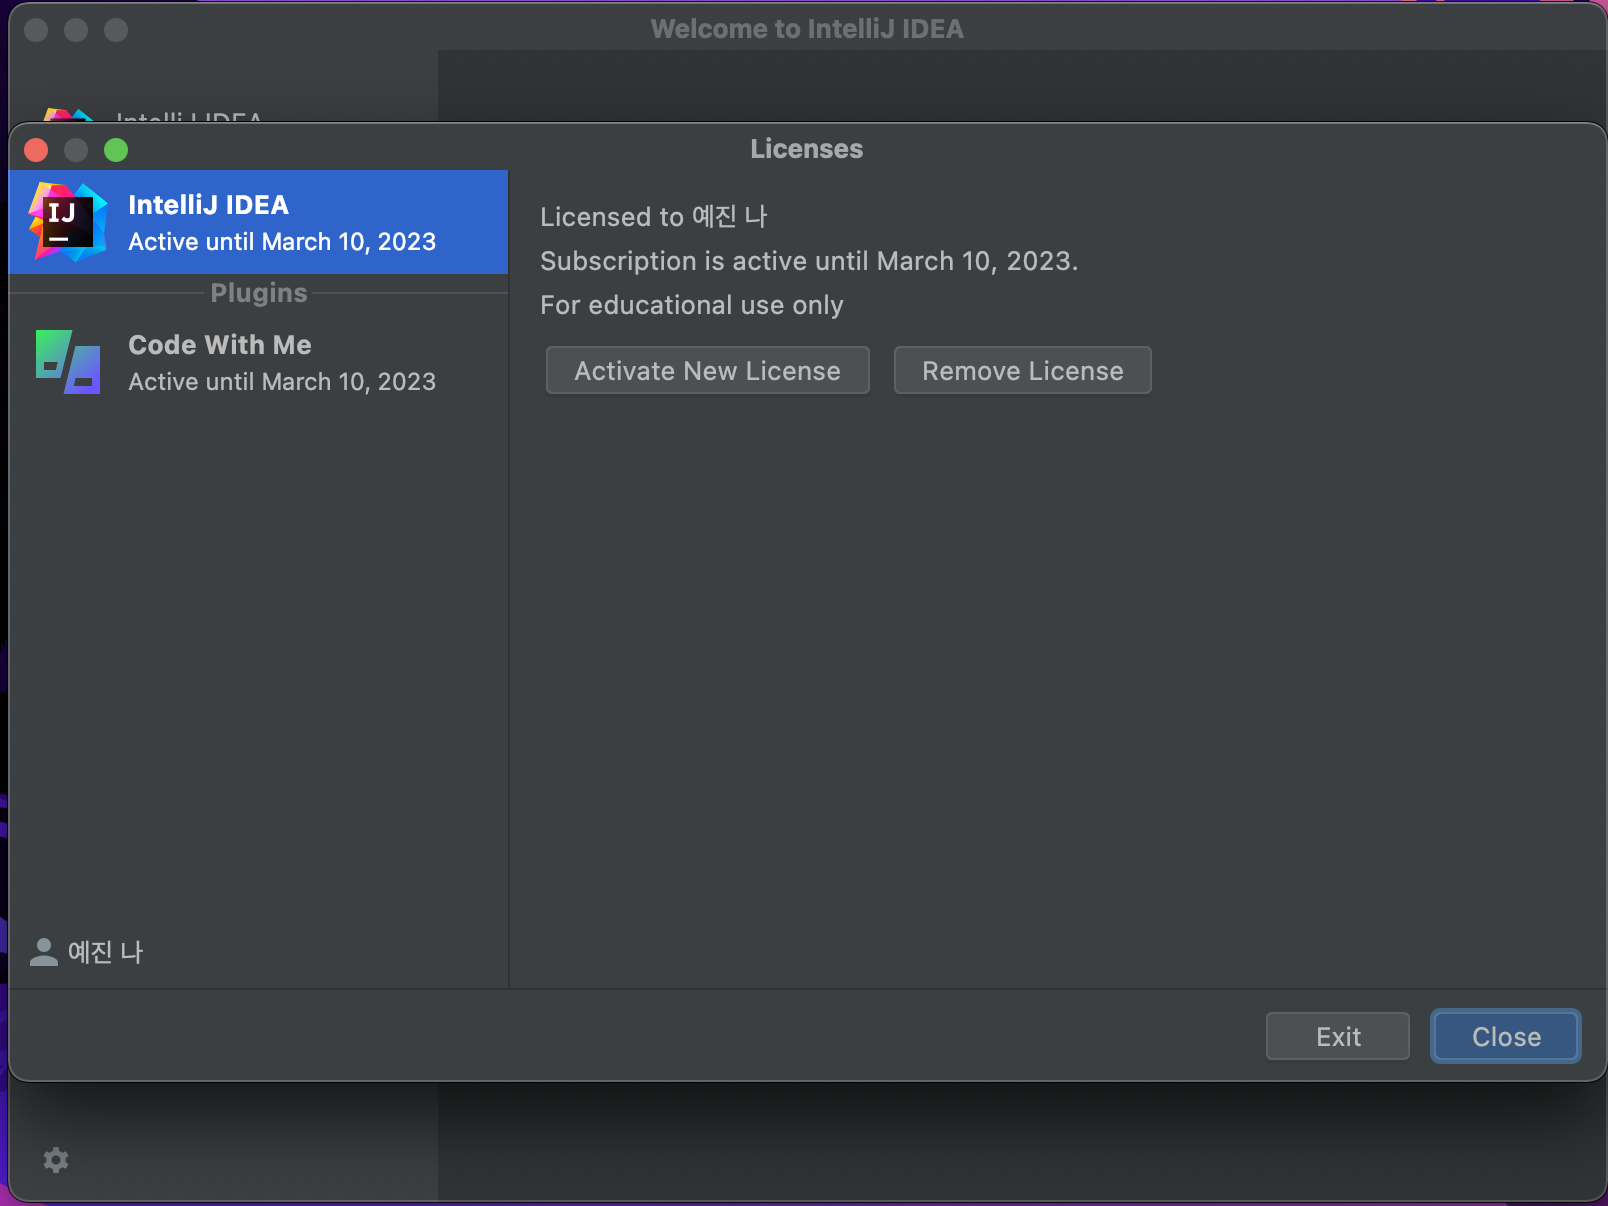 Welcome to IntelliJ IDEA
IntelliJ IDEA
Licenses
IJ
IntelliJ IDEA
Active until March 10, 2023
Plugins
Code With Me
Active until March 10, 2023
예진 나
Licensed to 예진 나
Subscription is active until March 10, 2023.
For educational use only
Activate New License
Remove License
Exit
Close